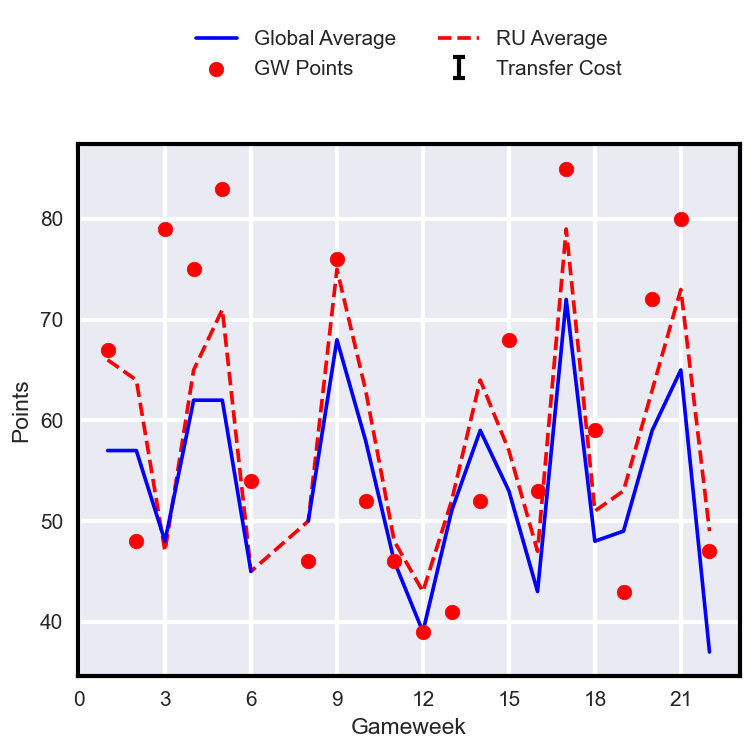 Global Average
GW Points
RU Average
Transfer Cost
80
70
60
50
40
Points
0 3 6 9 12 15 18 21
Gameweek